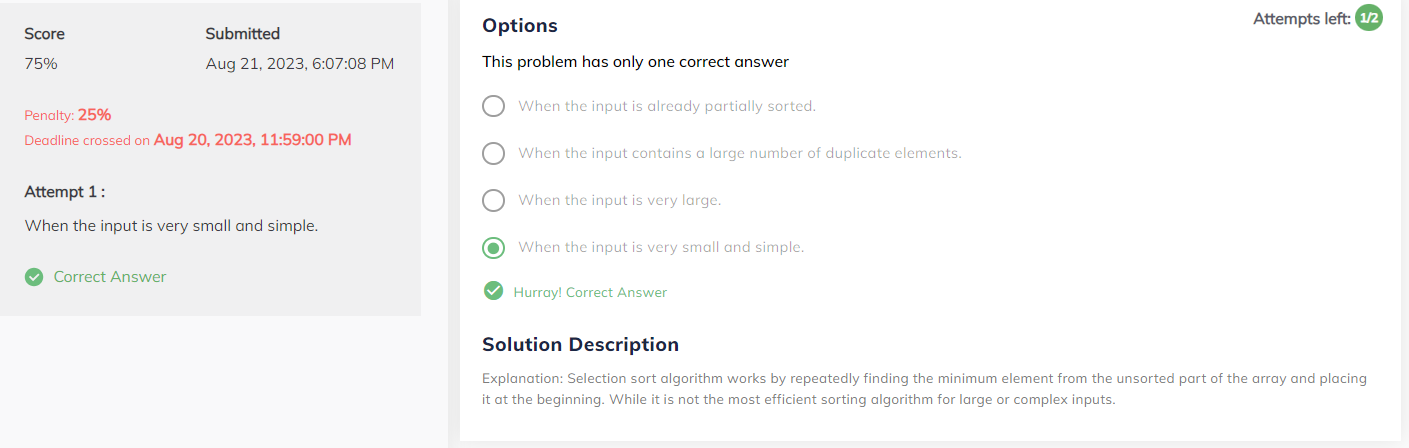 Score
Submitted
75%
Aug 21, 2023, 6:07:08 PM
Penalty: 25%
Deadline crossed on Aug 20, 2023, 11:59:00 PM
Attempt 1 :
When the input is very small and simple.
Correct Answer
Options
Attempts left: 1/2
This problem has only one correct answer
When the input is already partially sorted.
When the input contains a large number of duplicate elements.
When the input is very large.
When the input is very small and simple.
Hurray! Correct Answer
Solution Description
Explanation: Selection sort algorithm works by repeatedly finding the minimum element from the unsorted part of the array and placing
it at the beginning. While it is not the most efficient sorting algorithm for large or complex inputs.